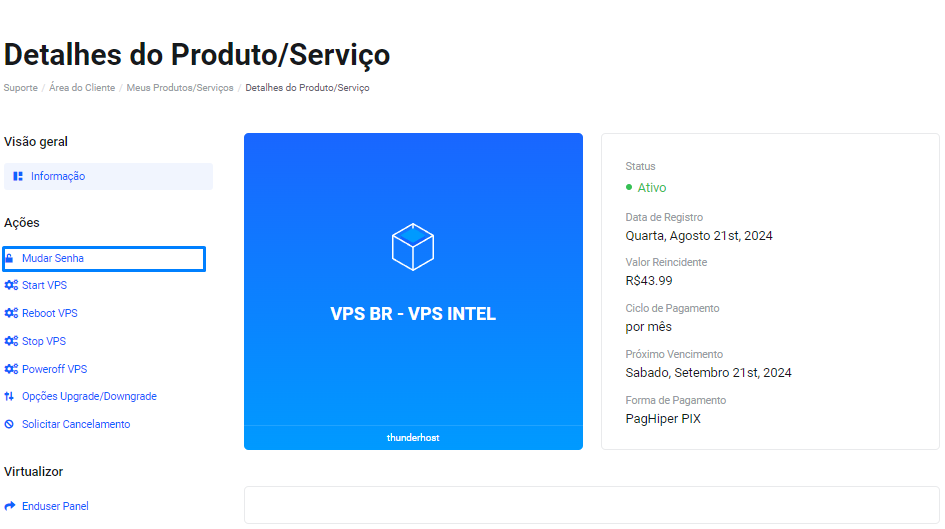 Detalhes do Produto/Serviço
Suporte / Área do Cliente / Meus Produtos/Serviços / Detalhes do Produto/Serviço
Visão geral
Informação
Ações
Mudar Senha
Start VPS
Reboot VPS
Stop VPS
Poweroff VPS
Opções Upgrade/Downgrade
Solicitar Cancelamento
Virtualizor
Enduser Panel
VPS BR - VPS INTEL
thunderhost
Status
Ativo
Data de Registro
Quarta, Agosto 21st, 2024
Valor Reincidente
R$43.99
Ciclo de Pagamento
por mês
Próximo Vencimento
Sabado, Setembro 21st, 2024
Forma de Pagamento
PagHiper PIX